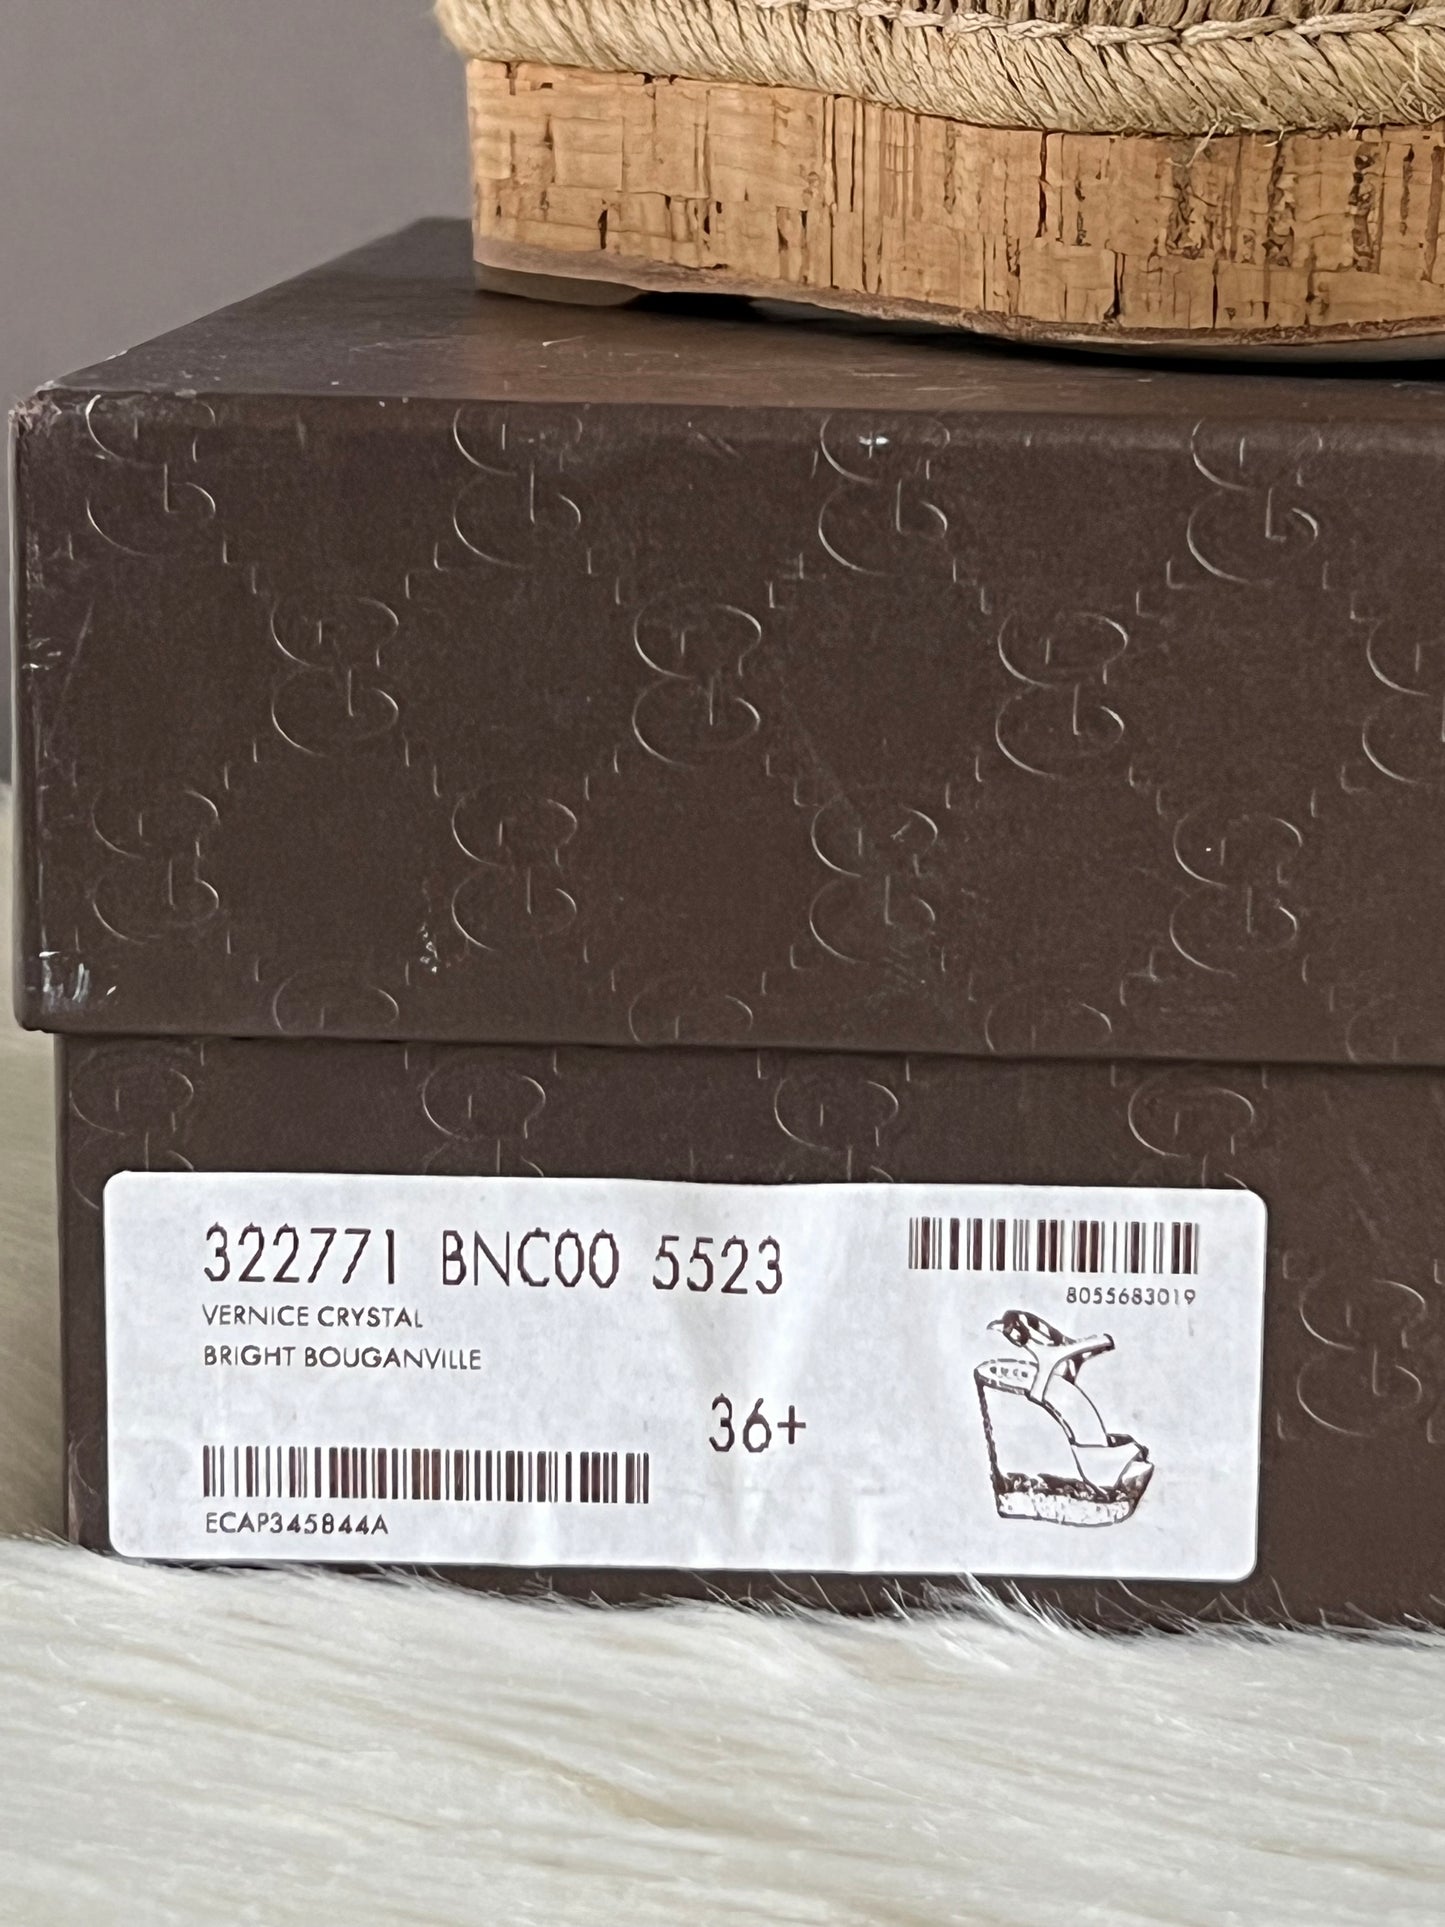 322771 BNC00 5523
8055683019
VERNICE CRYSTAL
BRIGHT BOUGANVILLE
36+
ECAP345844A